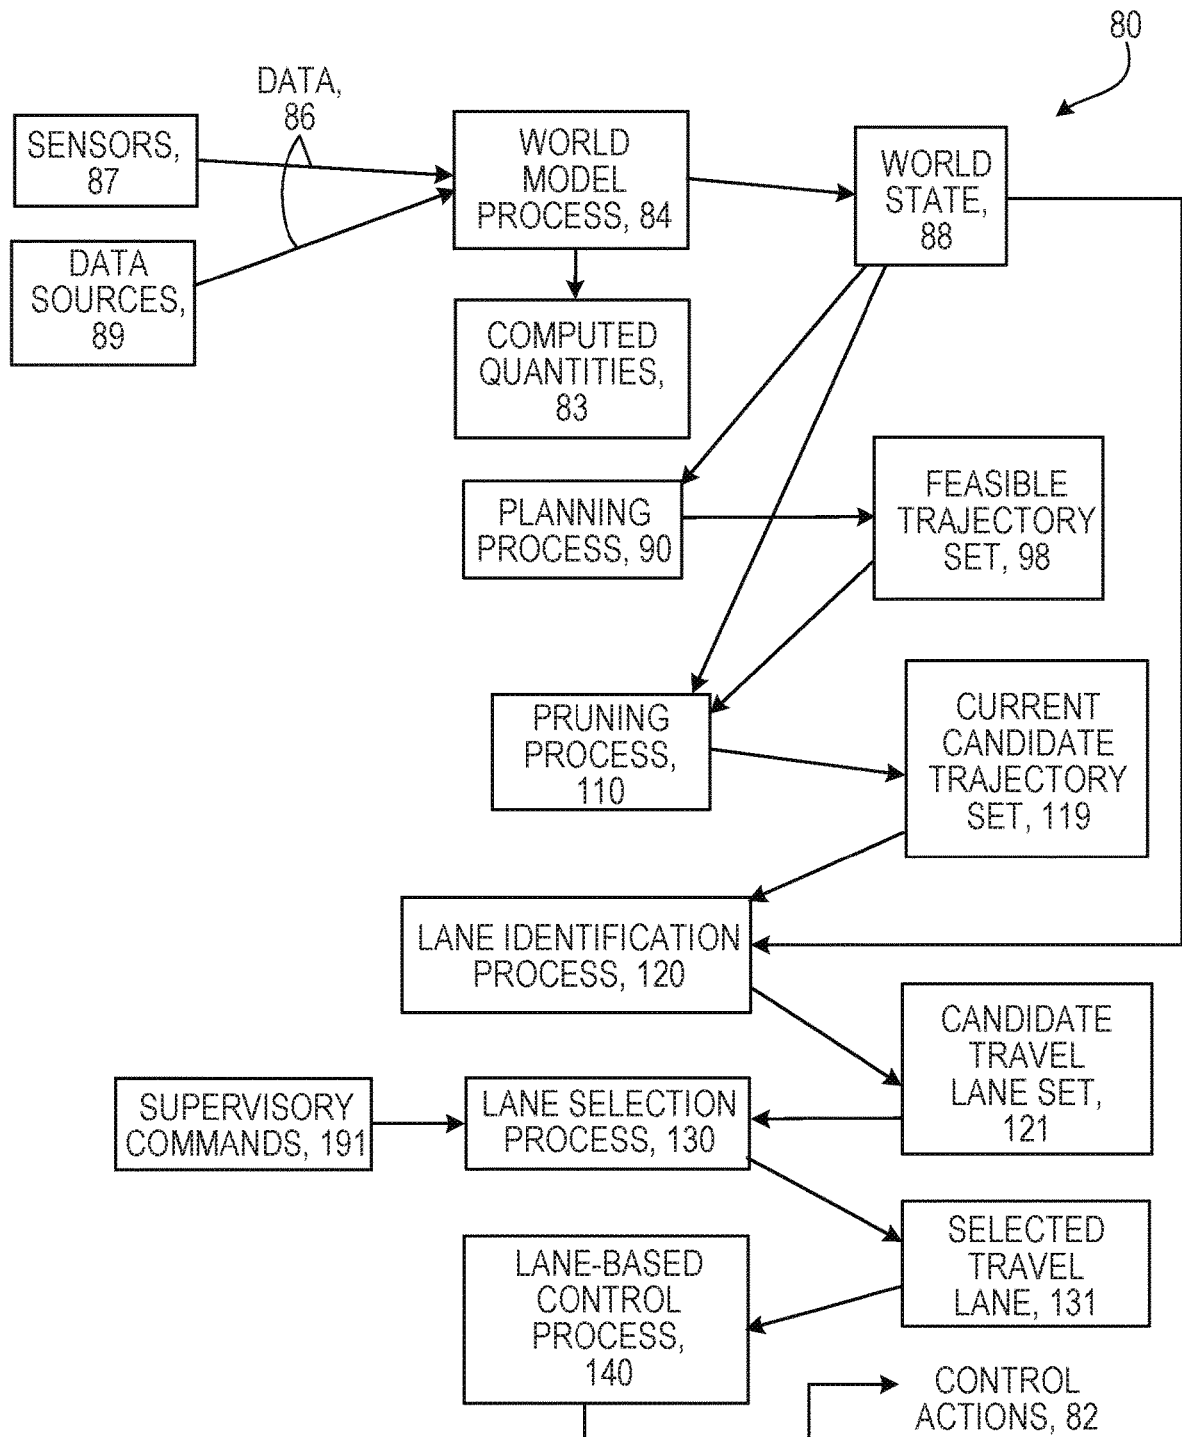 80
DATA,
86
SENSORS,
87
WORLD
MODEL
PROCESS, 84
WORLD
STATE,
88
DATA
SOURCES,
89
COMPUTED
QUANTITIES,
83
PLANNING
PROCESS, 90
FEASIBLE
TRAJECTORY
SET, 98
PRUNING
PROCESS,
110
CURRENT
CANDIDATE
TRAJECTORY
SET, 119
LANE IDENTIFICATION
PROCESS, 120
CANDIDATE
TRAVEL
LANE SET,
121
SUPERVISORY
COMMANDS, 191
LANE SELECTION
PROCESS, 130
SELECTED
TRAVEL
LANE, 131
LANE-BASED
CONTROL
PROCESS,
140
CONTROL
ACTIONS, 82